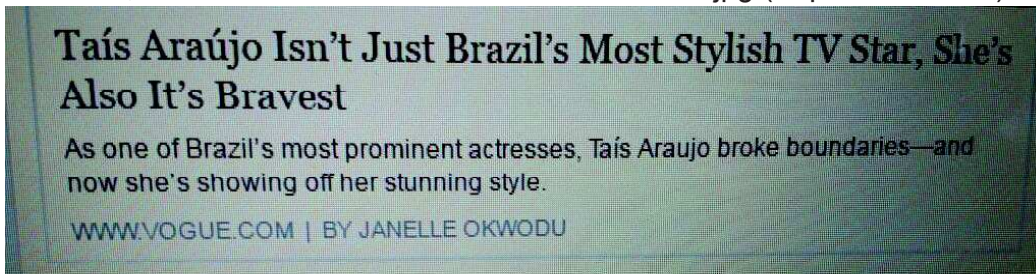 Taís Araújo Isn't Just Brazil's Most Stylish TV Star, She's
Also It's Bravest
As one of Brazil's most prominent actresses, Taís Araujo broke boundaries—and
now she's showing off her stunning style.
WWW.VOGUE.COM | BY JANELLE OKWODU